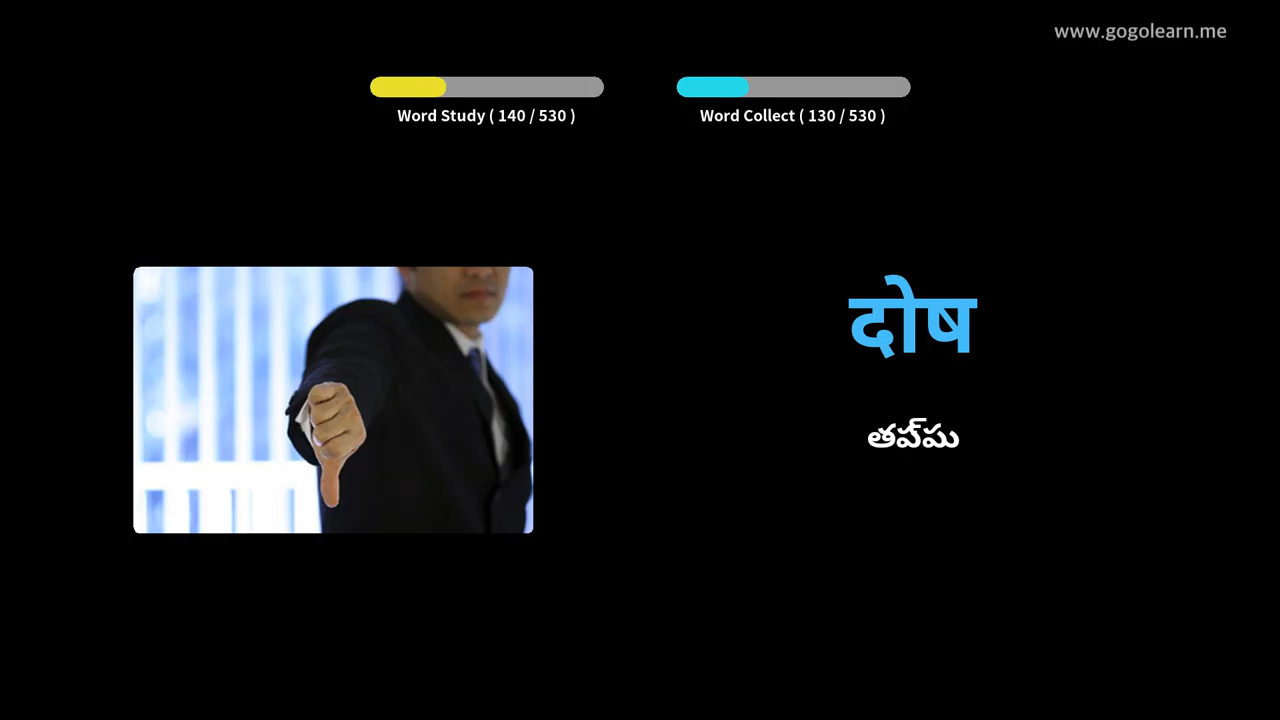 www.gogolearn.me
Word Study ( 140 / 530 )
Word Collect ( 130 / 530 )
दोष
తప్‌పు